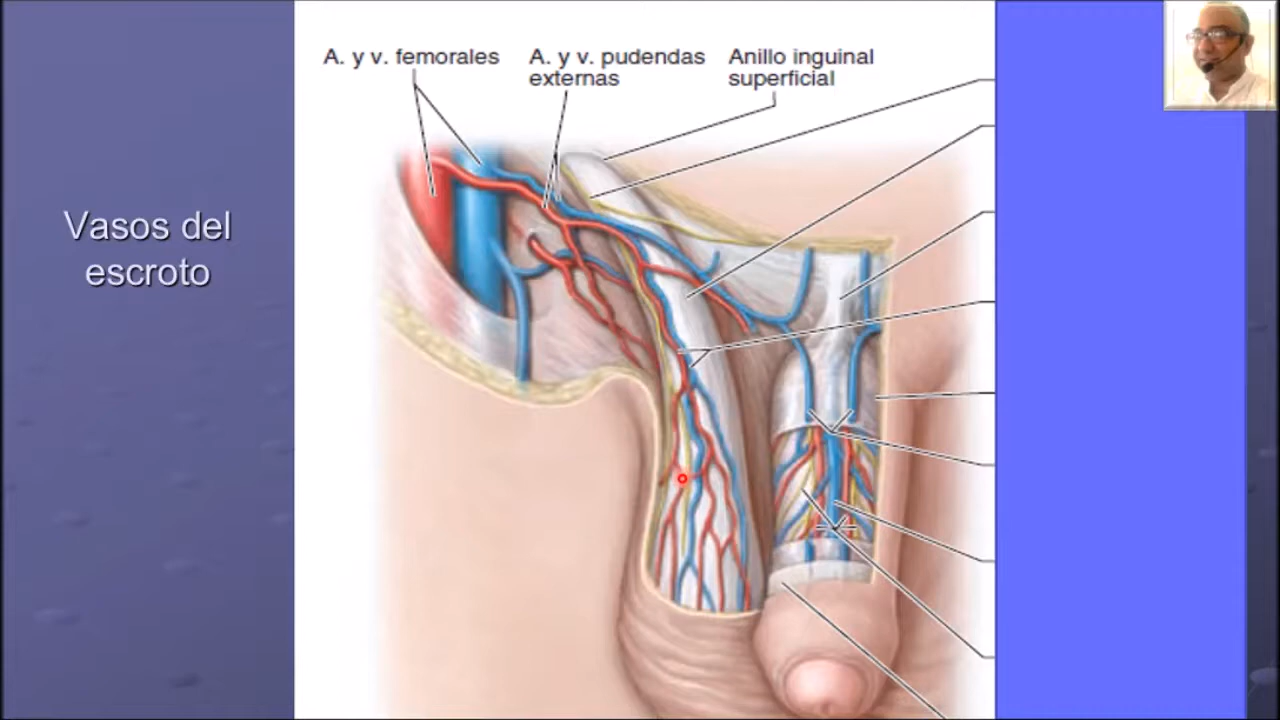 Vasos del
escroto
A. y v. femorales
A. y v. pudendas
externas
Anillo inguinal
superficial